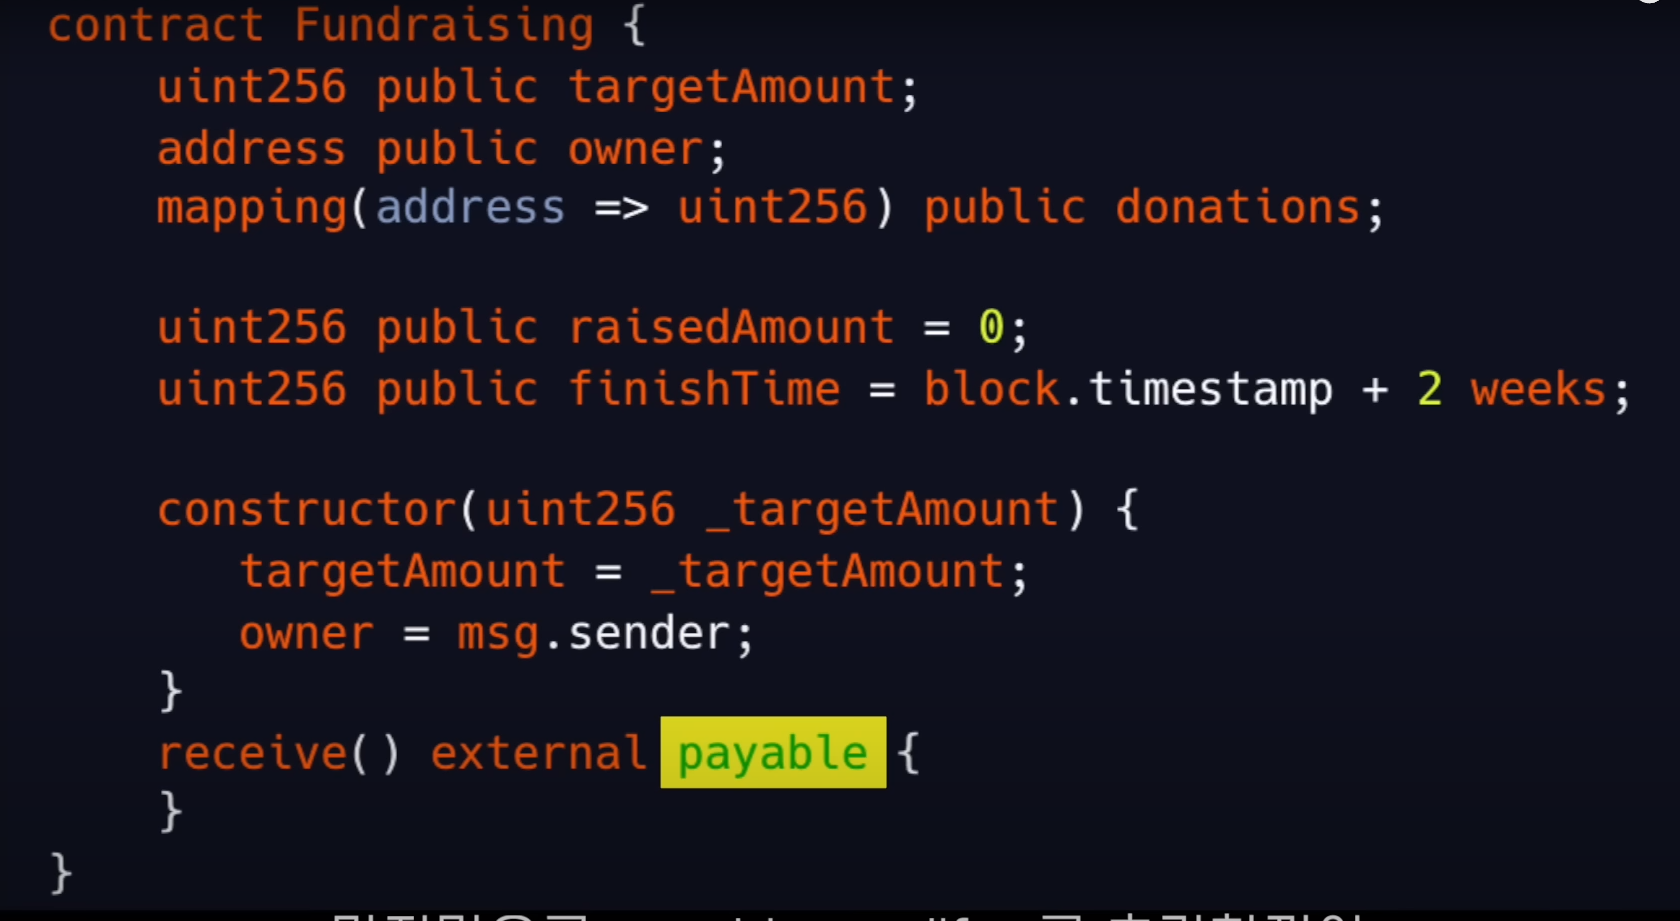 contract Fundraising {
uint256 public targetAmount;
address public owner;
mapping(address => uint256) public donations;
uint256 public raisedAmount = 0;
uint256 public finishTime = block.timestamp + 2 weeks;
constructor(uint256 _targetAmount) {
targetAmount = _targetAmount;
owner = msg.sender;
}
receive() external payable {
}
}